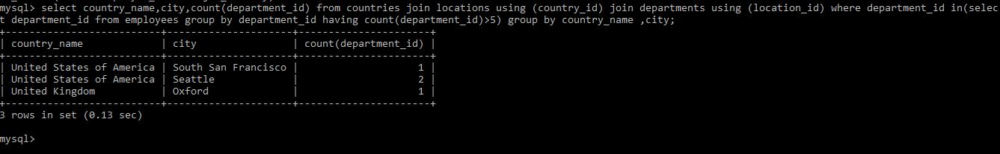 mysql> select country_name,city,count(department_id) from countries join locations using (country_id) join departments using (location_id) where department_id in(selec
t department_id from employees group by department_id having count(department_id)>5) group by country_name ,city;
+--------------------------+---------------------+----------------------+
| country_name             | city                | count(department_id) |
+--------------------------+---------------------+----------------------+
| United States of America | South San Francisco |                    1 |
| United States of America | Seattle             |                    2 |
| United Kingdom           | Oxford              |                    1 |
+--------------------------+---------------------+----------------------+
3 rows in set (0.13 sec)
mysql>